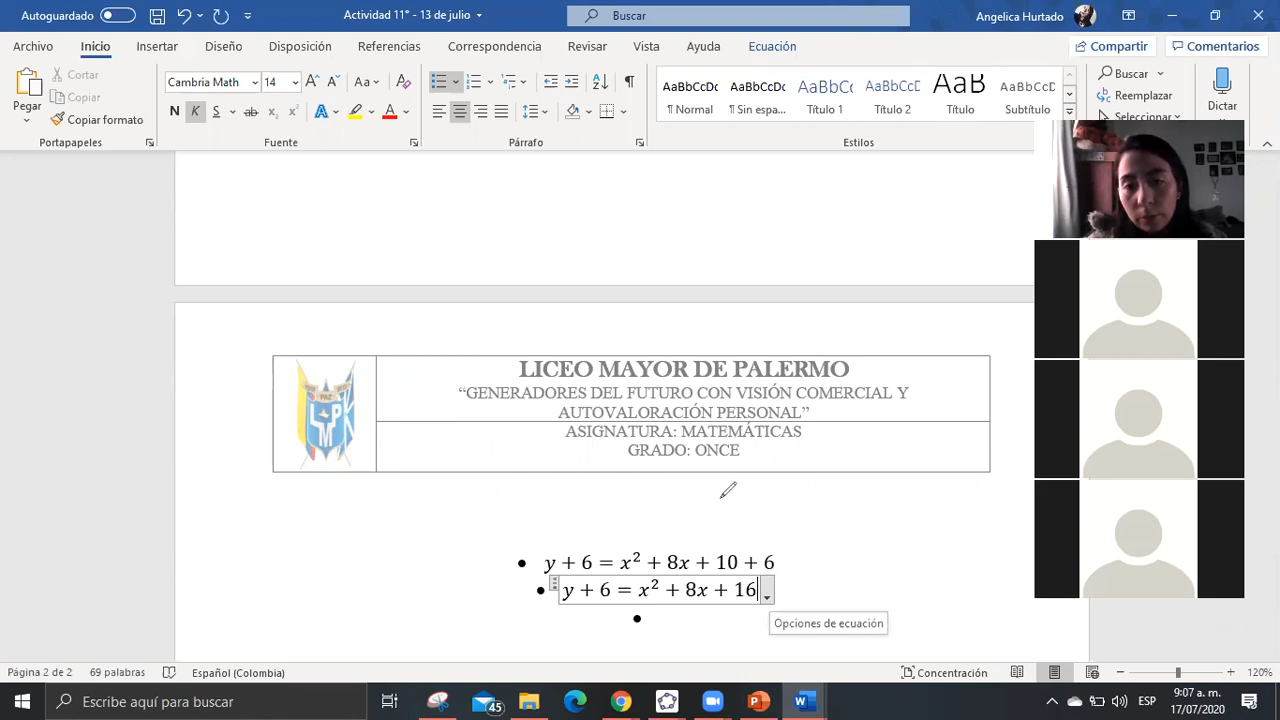 Autoguardado
Actividad 11° - 13 de julio
Buscar
Angelica Hurtado
Archivo
Inicio
Insertar
Diseño
Disposición
Referencias
Correspondencia
Revisar
Vista
Ayuda
Ecuación
Compartir
Comentarios
Pegar
Cortar
Copiar
Copiar formato
Portapapeles
Cambria Math
14
Aa
N K S ab
Fuente
Párrafo
AaBbCcDc
¶ Normal
AaBbCcDc
¶ Sin espa...
AaBbCc
Título 1
AaBbCcD
Título 2
AaB
Título
AaBbCcD
Subtítulo
Estilos
Buscar
Reemplazar
Seleccionar
Dictar
LICEO MAYOR DE PALERMO
“GENERADORES DEL FUTURO CON VISIÓN COMERCIAL Y
AUTOVALORACIÓN PERSONAL”
ASIGNATURA: MATEMÁTICAS
GRADO: ONCE
PAZ
• y + 6 = x² + 8x + 10 + 6
• y + 6 = x² + 8x + 16
•
Opciones de ecuación
Página 2 de 2
69 palabras
Español (Colombia)
Concentración
120%
Escribe aquí para buscar
45
ESP
9:07 a. m.
17/07/2020